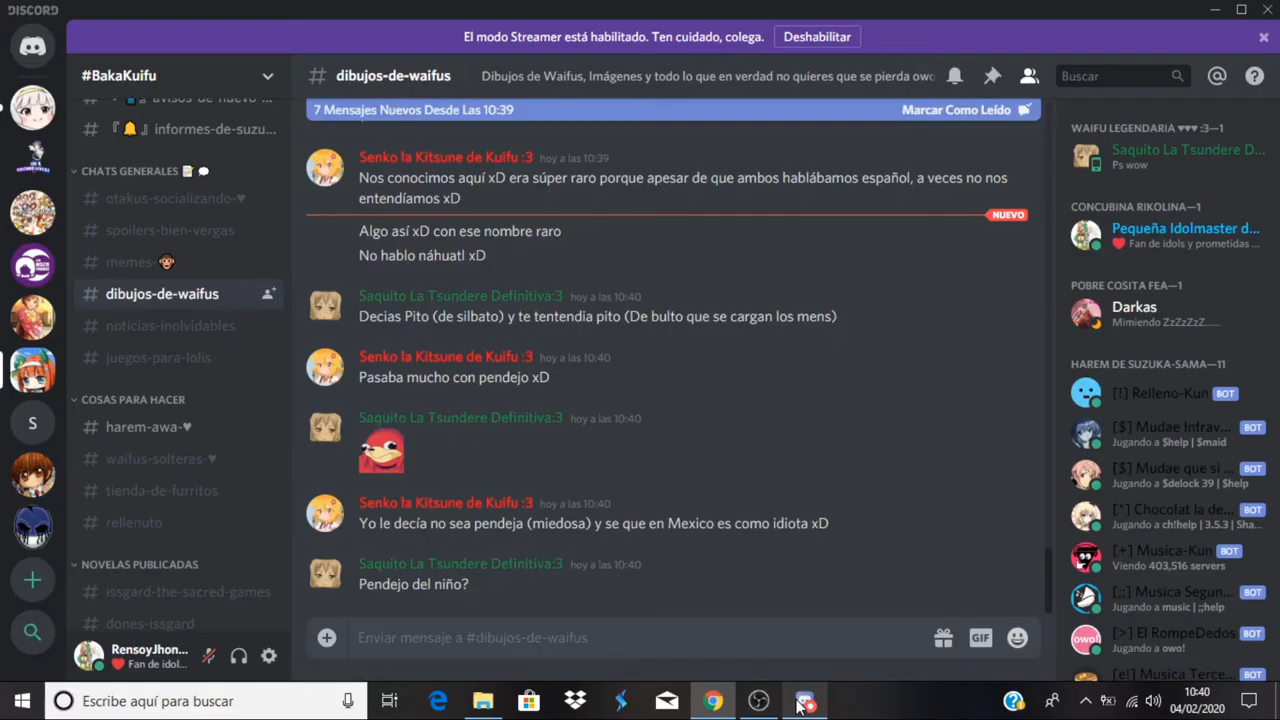 DISCORD
El modo Streamer está habilitado. Ten cuidado, colega.
Deshabilitar
#BakaKuifu
# avisos-de-nuevo-...
# 『🔔』informes-de-suzu...
CHATS GENERALES 📝 💬
# otakus-socializando-♥
# spoilers-bien-vergas
# memes-🐵
# dibujos-de-waifus
# noticias-inolvidables
# juegos-para-lolis
COSAS PARA HACER
# harem-awa-♥
# waifus-solteras-♥
# tienda-de-furritos
# rellenuto
NOVELAS PUBLICADAS
# issgard-the-sacred-games
# dones-issgard
S
RensoyJhon...
❤ Fan de idol...
# dibujos-de-waifus
Dibujos de Waifus, Imágenes y todo lo que en verdad no quieres que se pierda owo
Buscar
7 Mensajes Nuevos Desde Las 10:39
Marcar Como Leído
Senko la Kitsune de Kuifu :3 hoy a las 10:39
Nos conocimos aquí xD era súper raro porque apesar de que ambos hablábamos español, a veces no nos
entendíamos xD
NUEVO
Algo así xD con ese nombre raro
No hablo náhuatl xD
Saquito La Tsundere Definitiva:3 hoy a las 10:40
Decias Pito (de silbato) y te tentendia pito (De bulto que se cargan los mens)
Senko la Kitsune de Kuifu :3 hoy a las 10:40
Pasaba mucho con pendejo xD
Saquito La Tsundere Definitiva:3 hoy a las 10:40
Senko la Kitsune de Kuifu :3 hoy a las 10:40
Yo le decía no sea pendeja (miedosa) y se que en Mexico es como idiota xD
Saquito La Tsundere Definitiva:3 hoy a las 10:40
Pendejo del niño?
Enviar mensaje a #dibujos-de-waifus
GIF
WAIFU LEGENDARIA ♥♥♥ :3—1
Saquito La Tsundere D...
Ps wow
CONCUBINA RIKOLINA—1
Pequeña Idolmaster d...
❤ Fan de idols y prometidas ...
POBRE COSITA FEA—1
Darkas
Mimiendo ZzZzZzZ.....
HAREM DE SUZUKA-SAMA—11
[!] Relleno-Kun BOT
[$] Mudae Infrav... BOT
Jugando a $help | $maid
[$] Mudae que si ... BOT
Jugando a $delock 39 | $help
[*] Chocolat la de... BOT
Jugando a ch!help | 3.5.3 | Sha...
[+] Musica-Kun BOT
Viendo 403,516 servers
[;;] Musica Segun... BOT
Jugando a music | ;;help
[>] El RompeDedos BOT
Jugando a owo!
[e!] Musica Terce... BOT
Escribe aquí para buscar
10:40
04/02/2020